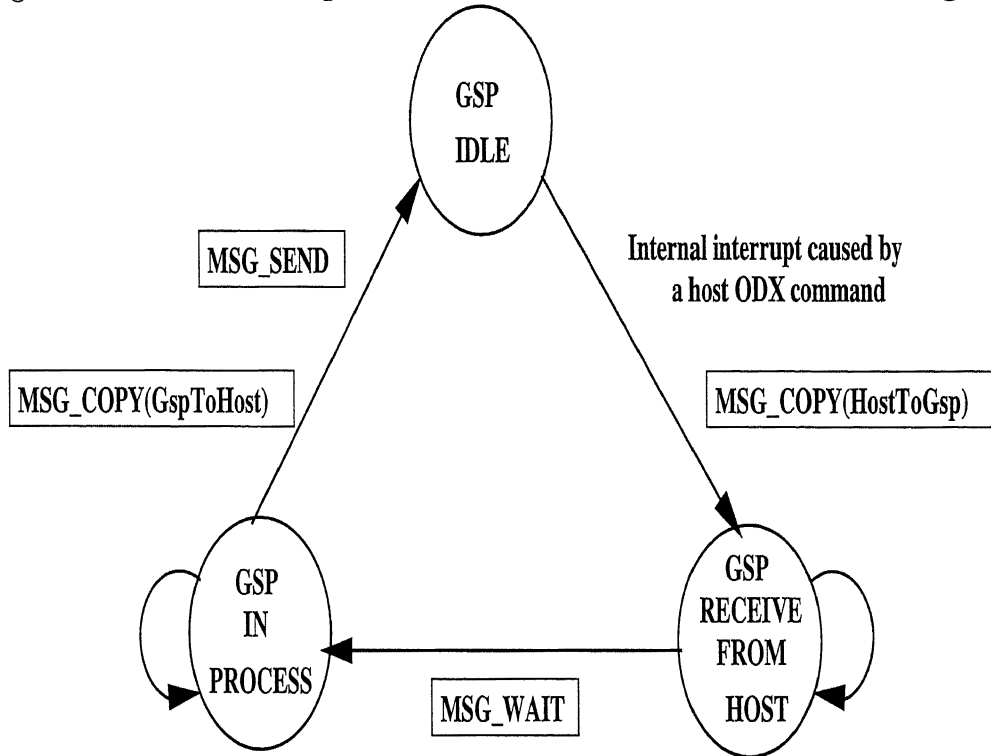 GSP
IDLE
MSG_SEND
Internal interrupt caused by
a host ODX command
MSG_COPY(GspToHost)
MSG_COPY(HostToGsp)
GSP
IN
PROCESS
GSP
RECEIVE
FROM
HOST
MSG_WAIT